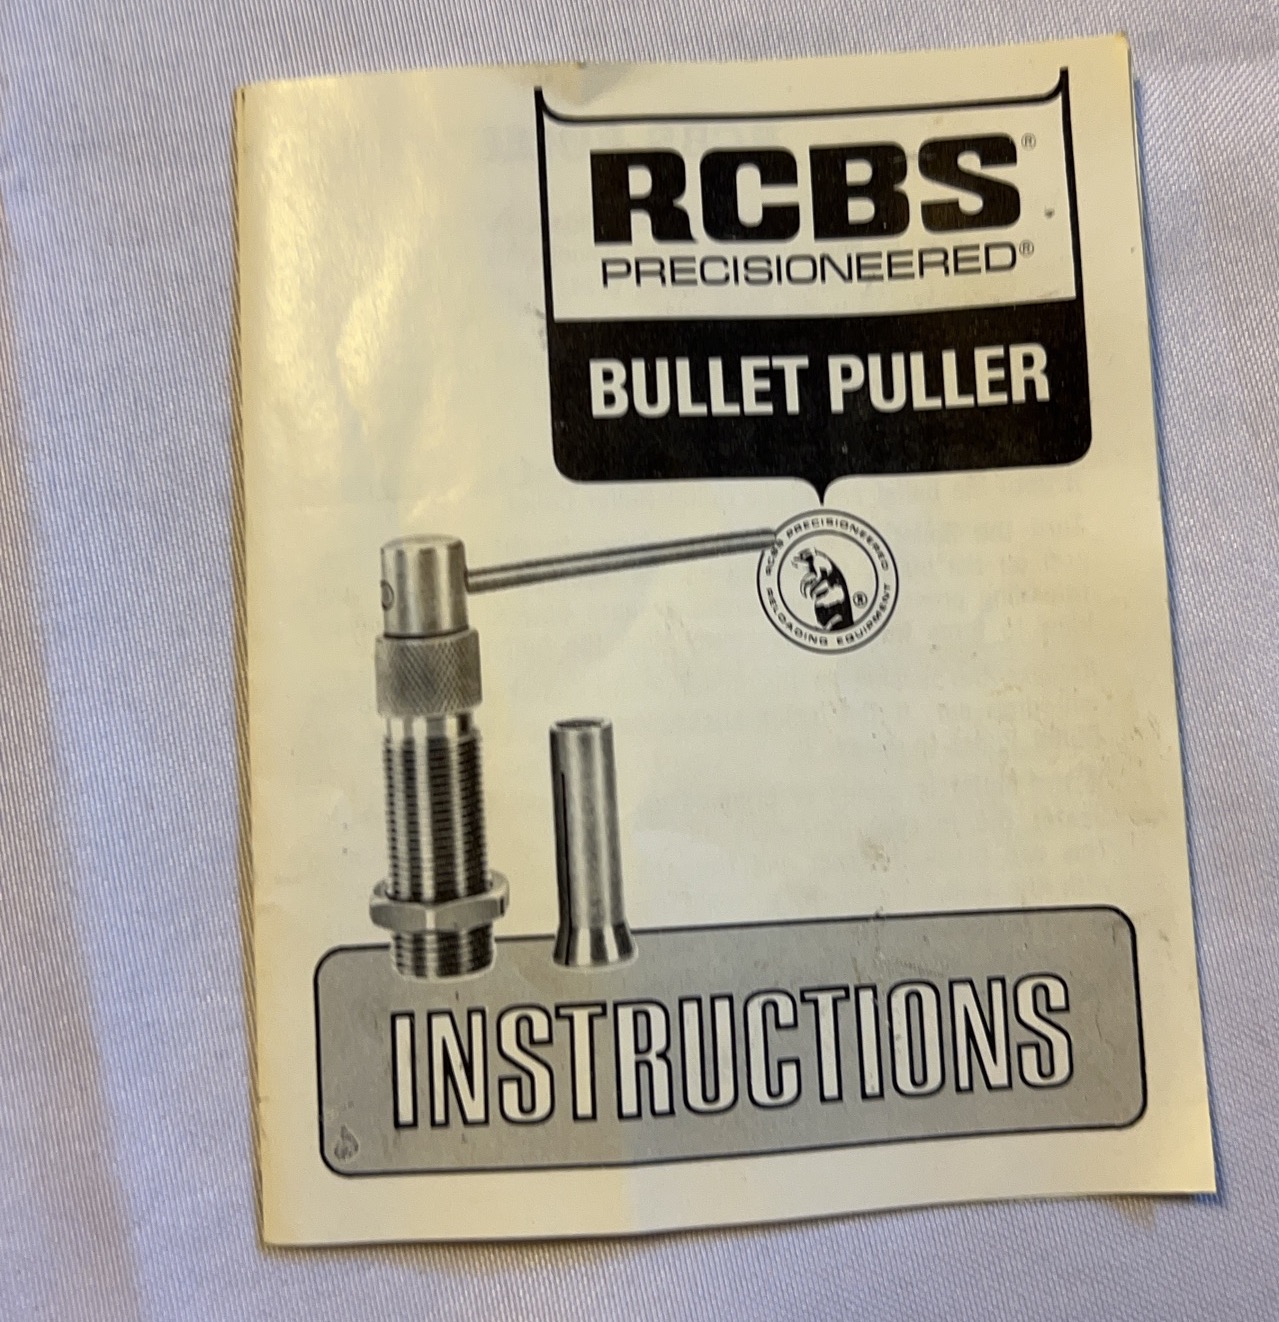 RCBS®
PRECISIONEERED®
BULLET PULLER
RCBS PRECISIONEERED
®
RELOADING EQUIPMENT
INSTRUCTIONS